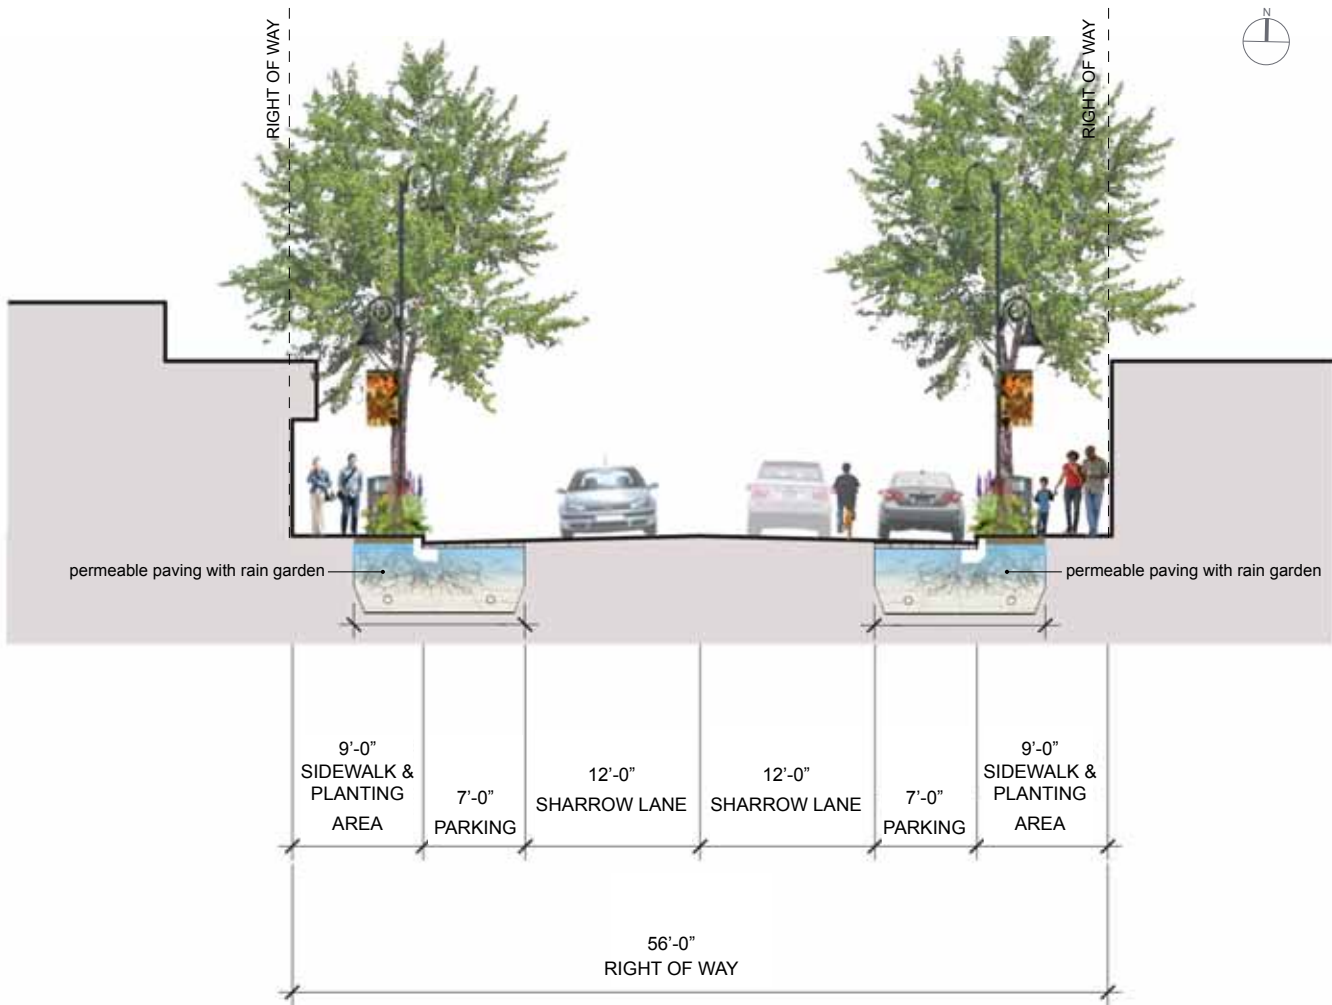 N
RIGHT OF WAY
RIGHT OF WAY
permeable paving with rain garden
permeable paving with rain garden
9’-0”
SIDEWALK &
PLANTING
AREA
7’-0”
PARKING
12’-0”
SHARROW LANE
12’-0”
SHARROW LANE
7’-0”
PARKING
9’-0”
SIDEWALK &
PLANTING
AREA
56’-0”
RIGHT OF WAY